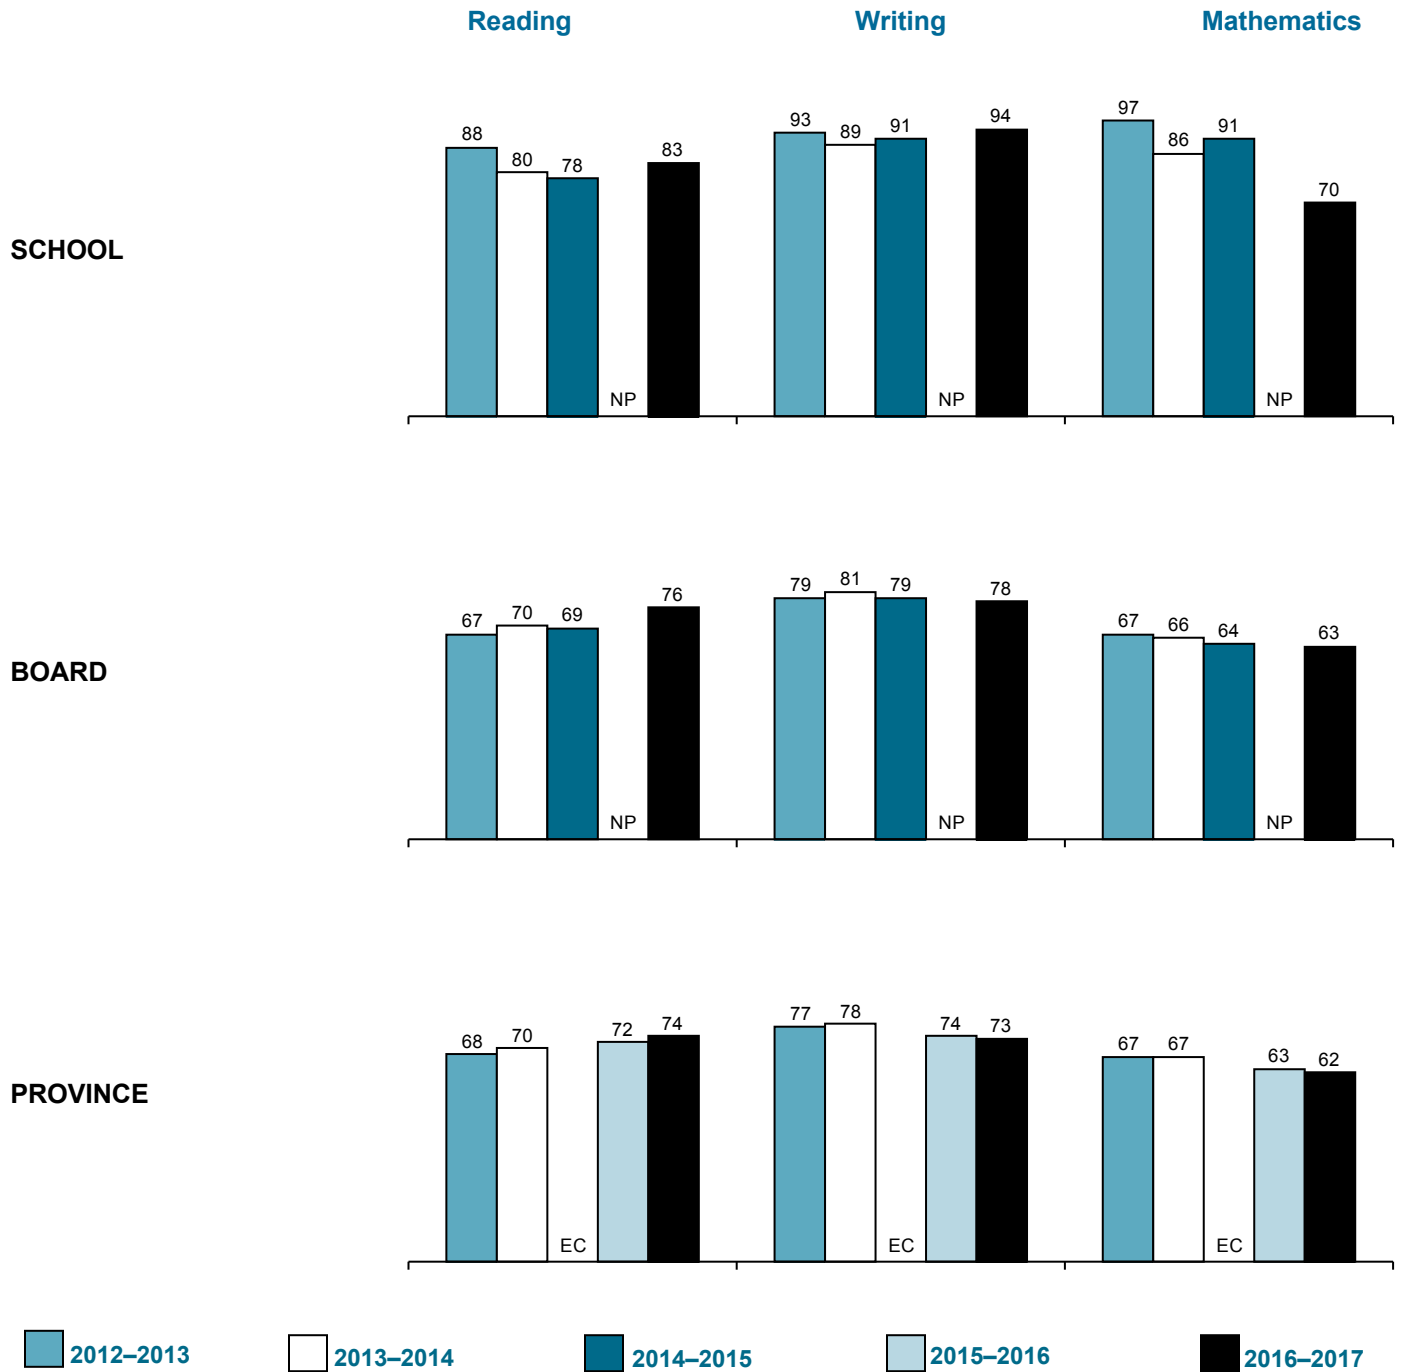 Reading Writing Mathematics
SCHOOL
88 80 78 NP 83 93 89 91 NP 94 97 86 91 NP 70
BOARD
67 70 69 NP 76 79 81 79 NP 78 67 66 64 NP 63
PROVINCE
68 70 EC 72 74 77 78 EC 74 73 67 67 EC 63 62
2012–2013 2013–2014 2014–2015 2015–2016 2016–2017